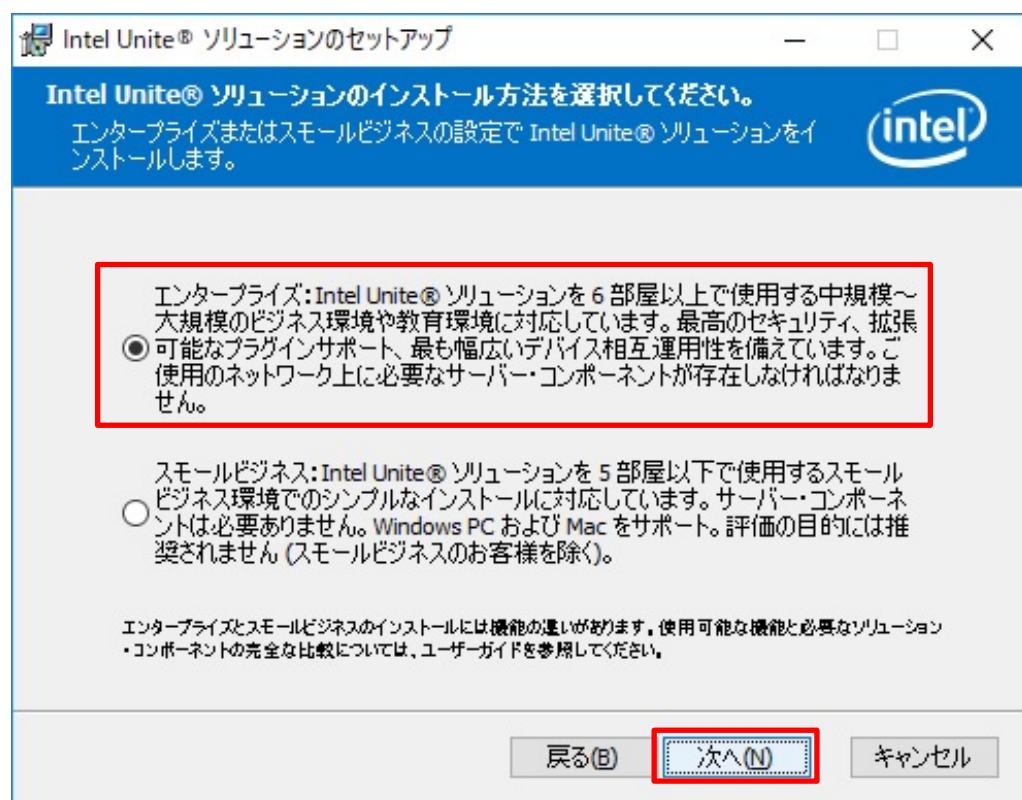 Intel Unite® ソリューションのセットアップ
Intel Unite® ソリューションのインストール方法を選択してください。
エンタープライズまたはスモールビジネスの設定で Intel Unite® ソリューションをイ
ンストールします。
intel
エンタープライズ: Intel Unite® ソリューションを 6 部屋以上で使用する中規模～
大規模のビジネス環境や教育環境に対応しています。最高のセキュリティ、拡張
可能なプラグインサポート、最も幅広いデバイス相互運用性を備えています。ご
使用のネットワーク上に必要なサーバー・コンポーネントが存在しなければなりま
せん。
スモールビジネス: Intel Unite® ソリューションを 5 部屋以下で使用するスモール
ビジネス環境でのシンプルなインストールに対応しています。サーバー・コンポーネ
ントは必要ありません。Windows PC および Mac をサポート。評価の目的には推
奨されません (スモールビジネスのお客様を除く)。
エンタープライズとスモールビジネスのインストールには機能の違いがあります。使用可能な機能と必要なソリューション
・コンポーネントの完全な比較については、ユーザーガイドを参照してください。
戻る(B) 次へ(N) キャンセル